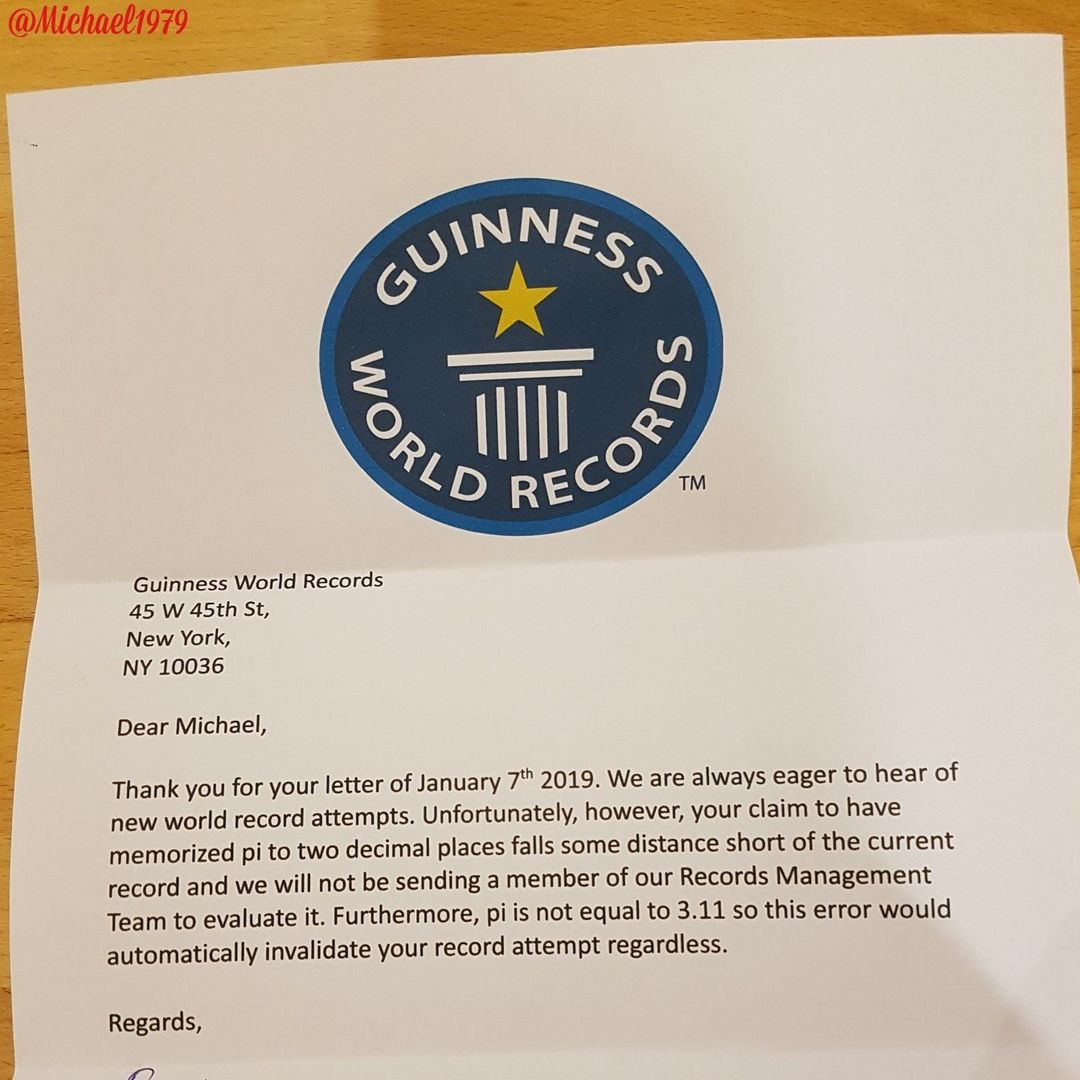 @Michael1979
GUINNESS
WORLD RECORDS
TM
Guinness World Records
45 W 45th St,
New York,
NY 10036
Dear Michael,
Thank you for your letter of January 7th 2019. We are always eager to hear of
new world record attempts. Unfortunately, however, your claim to have
memorized pi to two decimal places falls some distance short of the current
record and we will not be sending a member of our Records Management
Team to evaluate it. Furthermore, pi is not equal to 3.11 so this error would
automatically invalidate your record attempt regardless.
Regards,